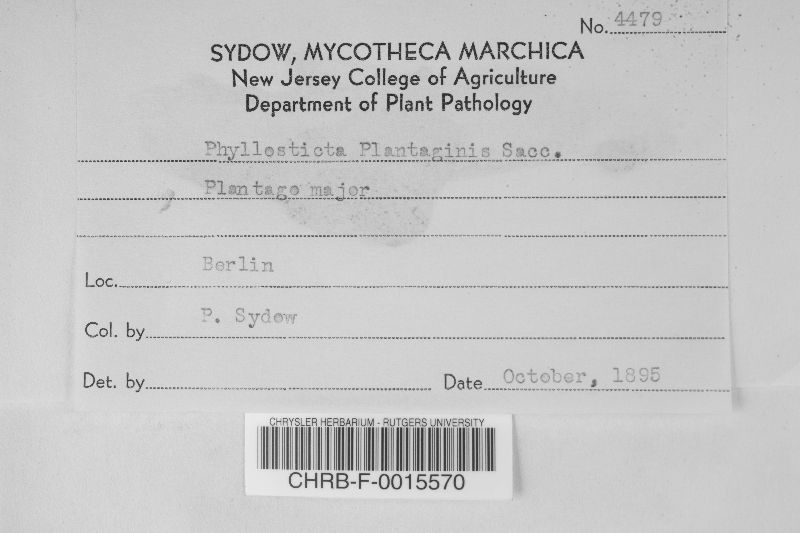 No. 4479
SYDOW, MYCOTHECA MARCHICA
New Jersey College of Agriculture
Department of Plant Pathology
Phyllosticta Plantaginis Sacc.
Plantago major
Loc. Berlin
Col. by P. Sydow
Det. by Date October, 1895
CHRYSLER HERBARIUM - RUTGERS UNIVERSITY
CHRB-F-0015570